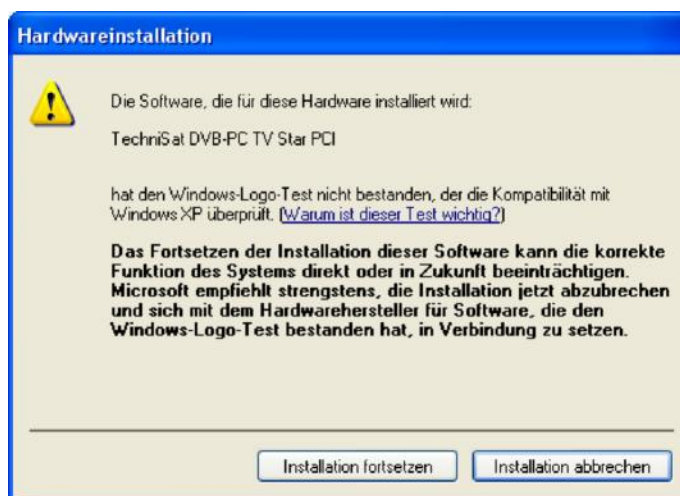 Hardwareinstallation
Die Software, die für diese Hardware installiert wird:
TechniSat DVB-PC TV Star PCI
hat den Windows-Logo-Test nicht bestanden, der die Kompatibilität mit
Windows XP überprüft. (Warum ist dieser Test wichtig?)
Das Fortsetzen der Installation dieser Software kann die korrekte
Funktion des Systems direkt oder in Zukunft beeinträchtigen.
Microsoft empfiehlt strengstens, die Installation jetzt abzubrechen
und sich mit dem Hardwarehersteller für Software, die den
Windows-Logo-Test bestanden hat, in Verbindung zu setzen.
Installation fortsetzen Installation abbrechen